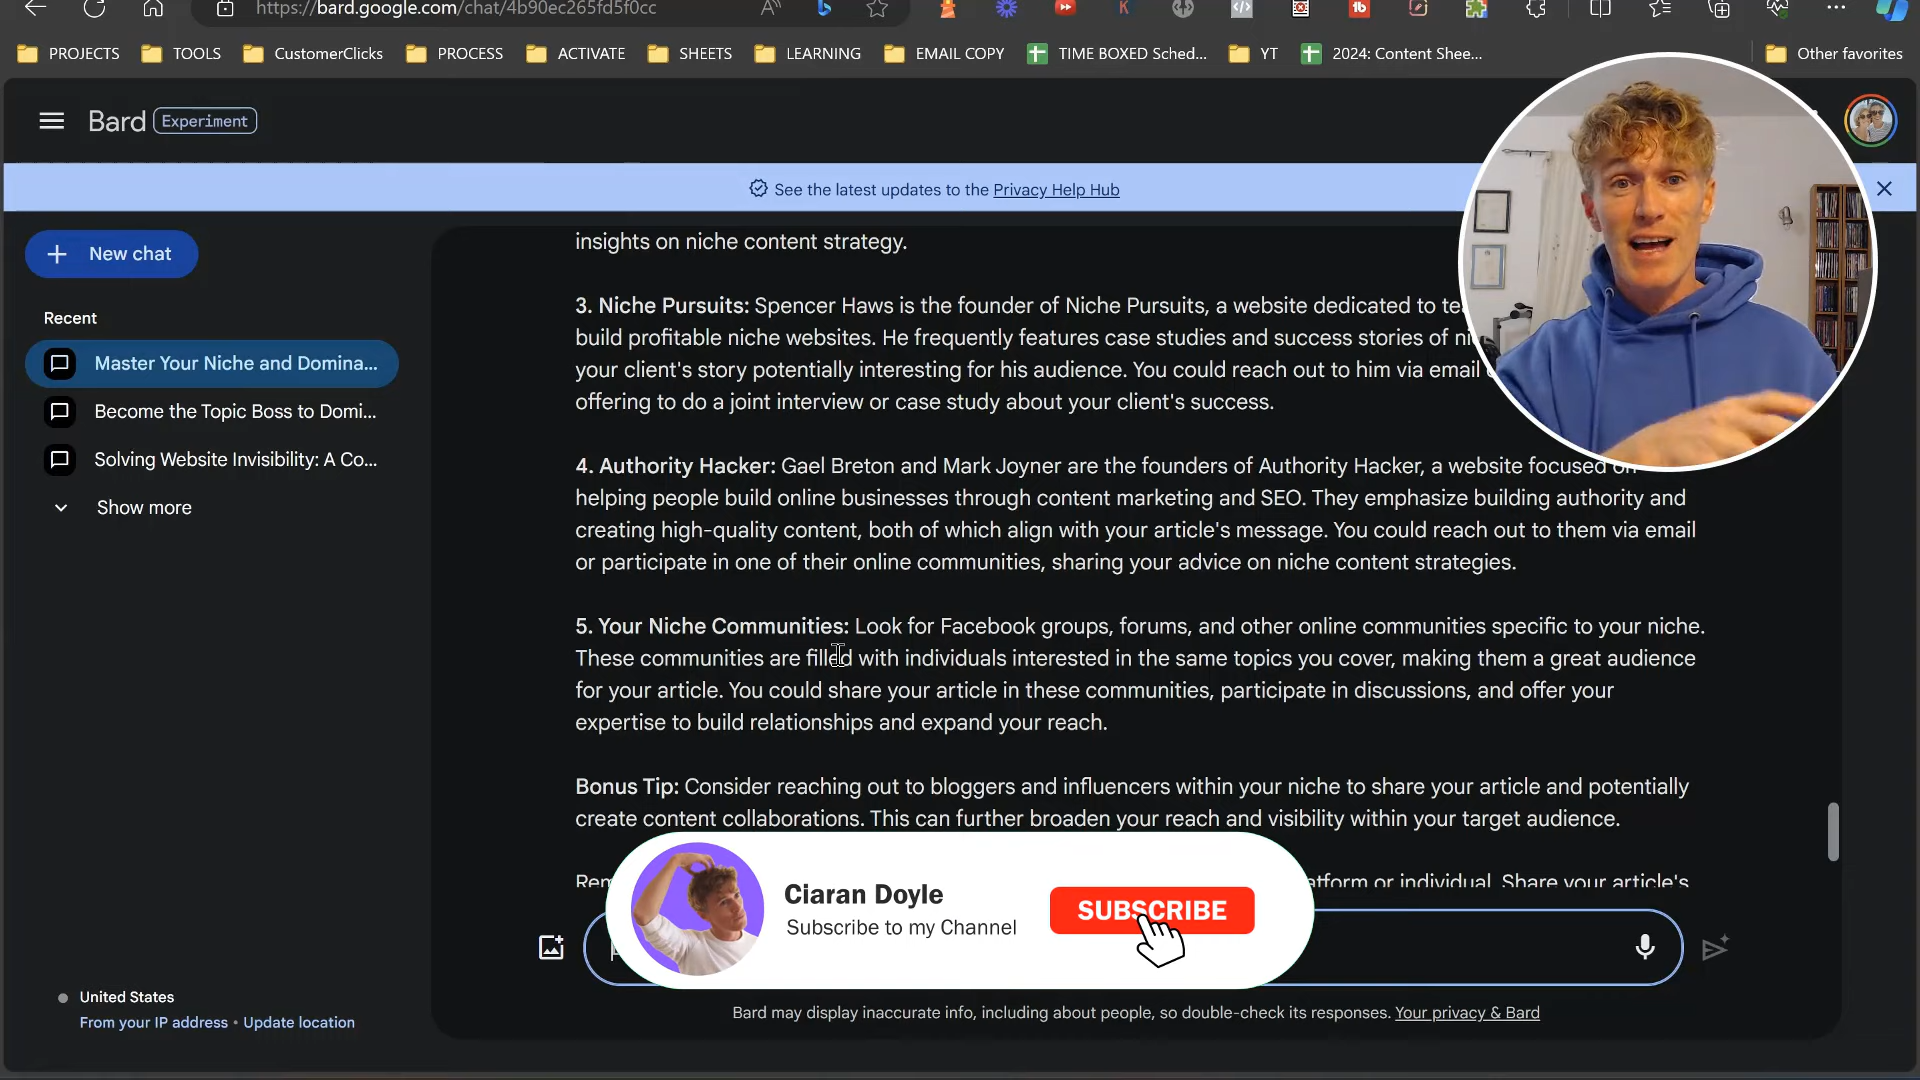 https://bard.google.com/chat/4b90ec265fd5f0cc
PROJECTS
TOOLS
CustomerClicks
PROCESS
ACTIVATE
SHEETS
LEARNING
EMAIL COPY
TIME BOXED Sched...
YT
2024: Content Shee...
Other favorites
Bard Experiment
See the latest updates to the Privacy Help Hub
+ New chat
Recent
Master Your Niche and Domina...
Become the Topic Boss to Domi...
Solving Website Invisibility: A Co...
Show more
insights on niche content strategy.
3. Niche Pursuits: Spencer Haws is the founder of Niche Pursuits, a website dedicated to
build profitable niche websites. He frequently features case studies and success stories of
your client's story potentially interesting for his audience. You could reach out to him via email
offering to do a joint interview or case study about your client's success.
4. Authority Hacker: Gael Breton and Mark Joyner are the founders of Authority Hacker, a website focused on
helping people build online businesses through content marketing and SEO. They emphasize building authority and
creating high-quality content, both of which align with your article's message. You could reach out to them via email
or participate in one of their online communities, sharing your advice on niche content strategies.
5. Your Niche Communities: Look for Facebook groups, forums, and other online communities specific to your niche.
These communities are filled with individuals interested in the same topics you cover, making them a great audience
for your article. You could share your article in these communities, participate in discussions, and offer your
expertise to build relationships and expand your reach.
Bonus Tip: Consider reaching out to bloggers and influencers within your niche to share your article and potentially
create content collaborations. This can further broaden your reach and visibility within your target audience.
or individual. Share your article's
Ciaran Doyle
Subscribe to my Channel
SUBSCRIBE
United States
From your IP address • Update location
Bard may display inaccurate info, including about people, so double-check its responses. Your privacy & Bard